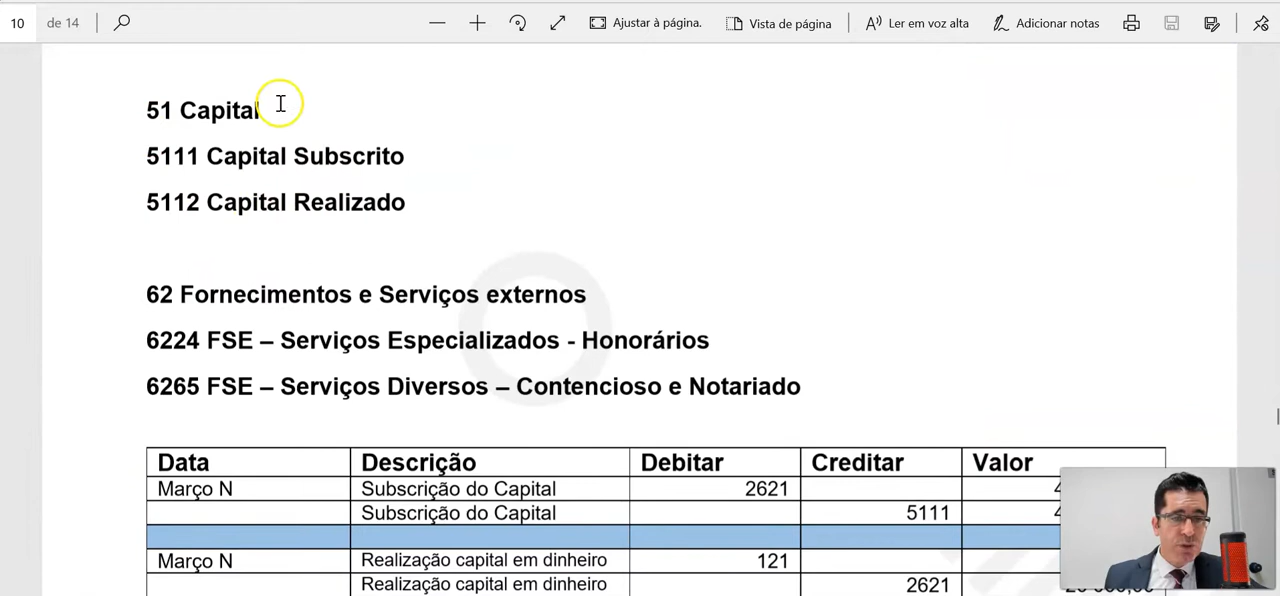 10 de 14 Ajustar à página. Vista de página Ler em voz alta Adicionar notas
51 Capital
5111 Capital Subscrito
5112 Capital Realizado
62 Fornecimentos e Serviços externos
6224 FSE – Serviços Especializados - Honorários
6265 FSE – Serviços Diversos – Contencioso e Notariado
Data Descrição Debitar Creditar Valor
Março N Subscrição do Capital 2621
Subscrição do Capital 5111
Março N Realização capital em dinheiro 121
Realização capital em dinheiro 2621